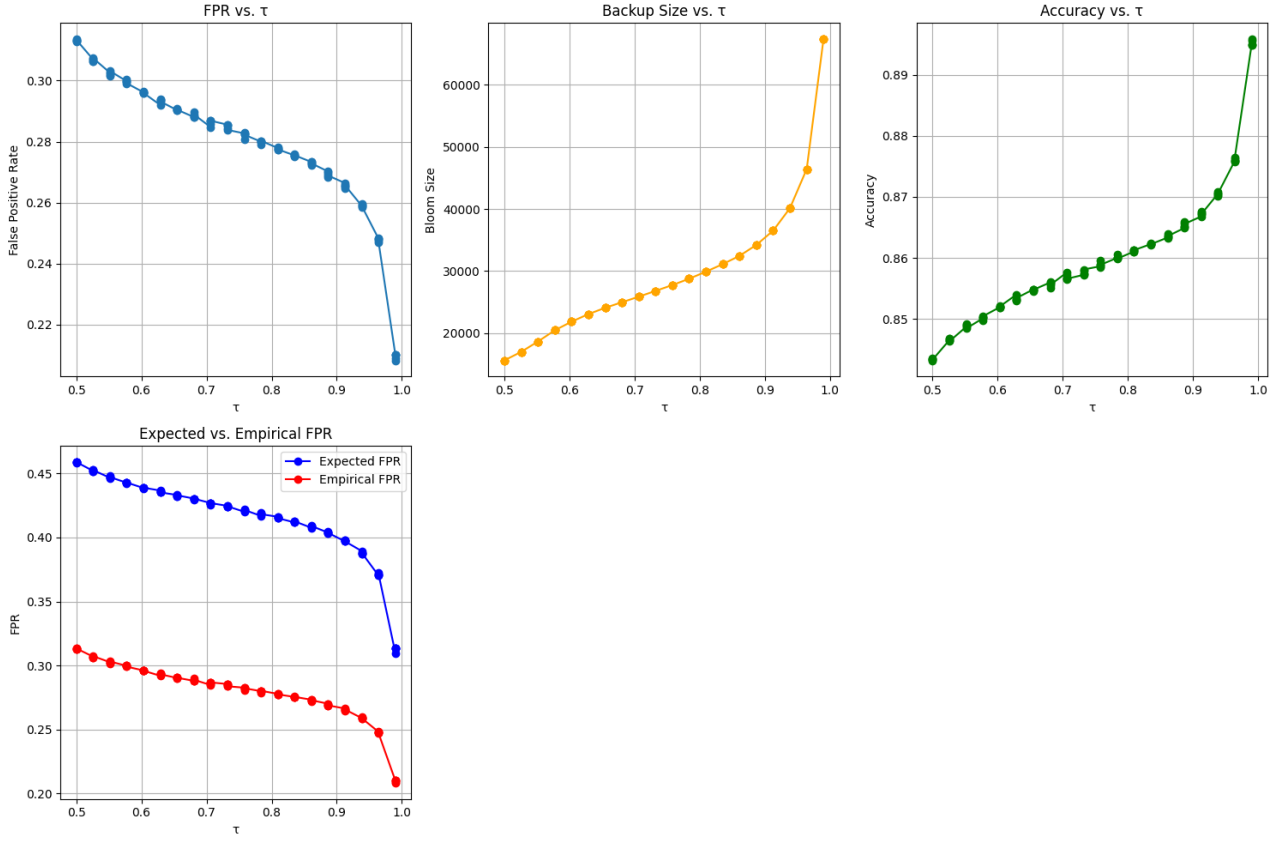 FPR vs. τ
False Positive Rate
0.30
0.28
0.26
0.24
0.22
0.5 0.6 0.7 0.8 0.9 1.0
τ
Backup Size vs. τ
Bloom Size
60000
50000
40000
30000
20000
0.5 0.6 0.7 0.8 0.9 1.0
τ
Accuracy vs. τ
Accuracy
0.89
0.88
0.87
0.86
0.85
0.5 0.6 0.7 0.8 0.9 1.0
τ
Expected vs. Empirical FPR
Expected FPR
Empirical FPR
FPR
0.45
0.40
0.35
0.30
0.25
0.20
0.5 0.6 0.7 0.8 0.9 1.0
τ